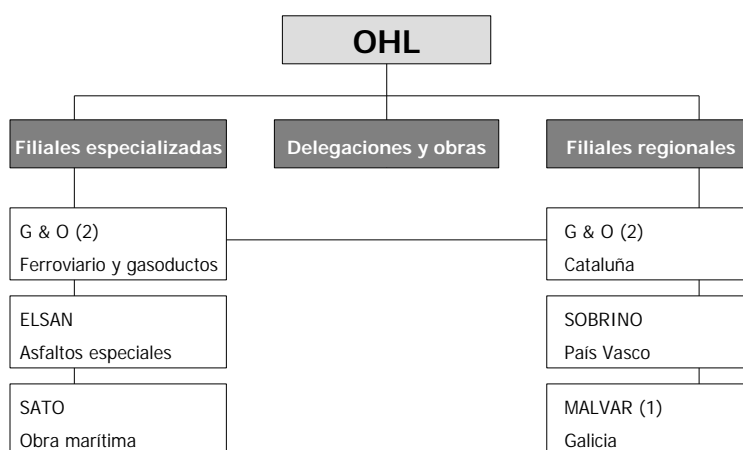 OHL
Filiales especializadas
Delegaciones y obras
Filiales regionales
G & O (2)
Ferroviario y gasoductos
G & O (2)
Cataluña
ELSAN
Asfaltos especiales
SOBRINO
País Vasco
SATO
Obra marítima
MALVAR (1)
Galicia